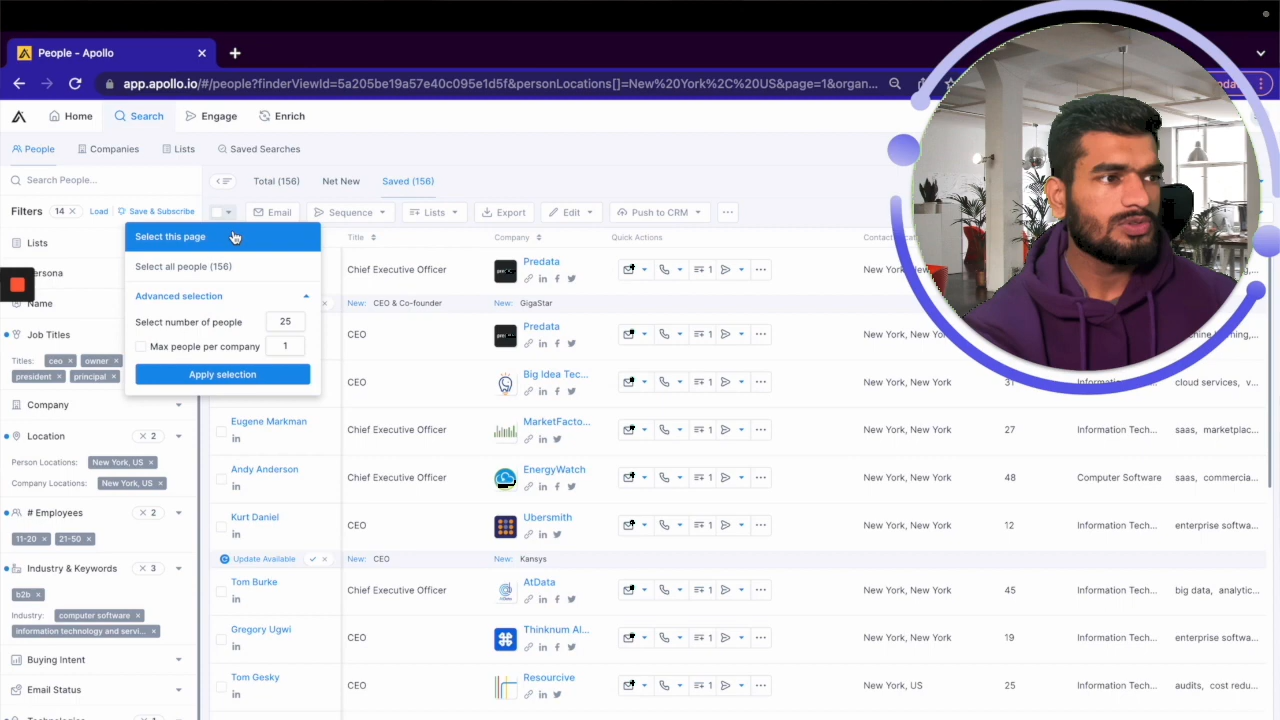 People - Apollo
app.apollo.io/#/people?finderViewId=5a205be19a57e40c095e1d5f&personLocations[]=New%20York%2C%20US&page=1&organ...
Home Search Engage Enrich
People Companies Lists Saved Searches
Search People... Total (156) Net New Saved (156)
Filters 14 Load Save & Subscribe Email Sequence Lists Export Edit Push to CRM
Lists Select this page Title Company Quick Actions
Select all people (156) Chief Executive Officer Predata New York, New York
Advanced selection New: CEO & Co-founder New: GigaStar
Name
Select number of people 25
Job Titles CEO Predata New York, New York
Max people per company 1
Titles: ceo owner
president principal Apply selection CEO Big Idea Tec... New York, New York 31 cloud services, v...
Company
Eugene Markman Chief Executive Officer MarketFacto... New York, New York 27 Information Tech... saas, marketplac...
Location 2
Person Locations: New York, US
Company Locations: New York, US
Andy Anderson Chief Executive Officer EnergyWatch New York, New York 48 Computer Software saas, commercia...
# Employees 2
11-20 21-50
Kurt Daniel CEO Ubersmith New York, New York 12 Information Tech... enterprise softwa...
Industry & Keywords 3 Update Available New: CEO New: Kansys
b2b
Tom Burke Chief Executive Officer AtData New York, New York 45 Information Tech... big data, analytic...
Industry: computer software
information technology and servi...
Gregory Ugwi CEO Thinknum Al... New York, New York 19 Information Tech... enterprise softwa...
Buying Intent
Email Status
Tom Gesky CEO Resourcive New York, US 25 Information Tech... audits, cost redu...